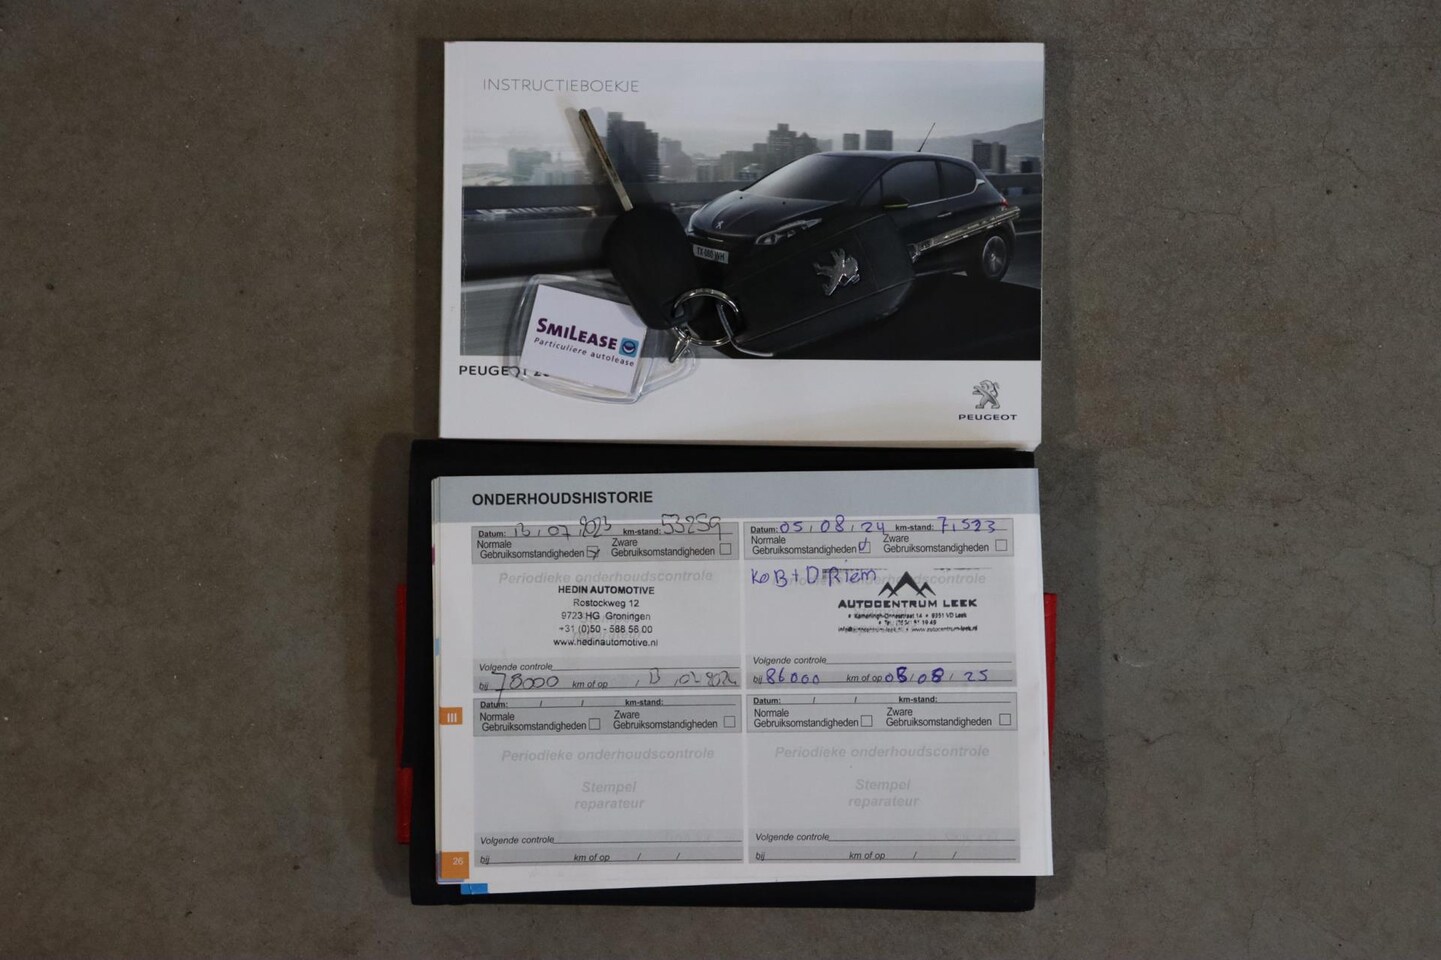 INSTRUCTIEBOEKJE
SMILEASE
Particuliere autolease
PEUGEOT
PEUGEOT
ONDERHOUDSHISTORIE
Datum: 13 / 07 / 2023 km-stand: 53259
Normale
Gebruiksomstandigheden
Zware
Gebruiksomstandigheden
Periodieke onderhoudscontrole
HEDIN AUTOMOTIVE
Rostockweg 12
9723 HG Groningen
+31 (0)50 - 588 56 00
www.hedinautomotive.nl
Volgende controle
bij 78000 km of op 13
Datum: 05 / 08 / 24 km-stand: 71523
Normale
Gebruiksomstandigheden
Zware
Gebruiksomstandigheden
KOB + D-Riem
AUTOCENTRUM LEEK
Volgende controle
bij 86000 km of op 05 / 08 / 25
Datum: / / km-stand:
Normale
Gebruiksomstandigheden
Zware
Gebruiksomstandigheden
Periodieke onderhoudscontrole
Stempel
reparateur
Volgende controle
bij km of op / /
Datum: / / km-stand:
Normale
Gebruiksomstandigheden
Zware
Gebruiksomstandigheden
Periodieke onderhoudscontrole
Stempel
reparateur
Volgende controle
bij km of op / /
III
26